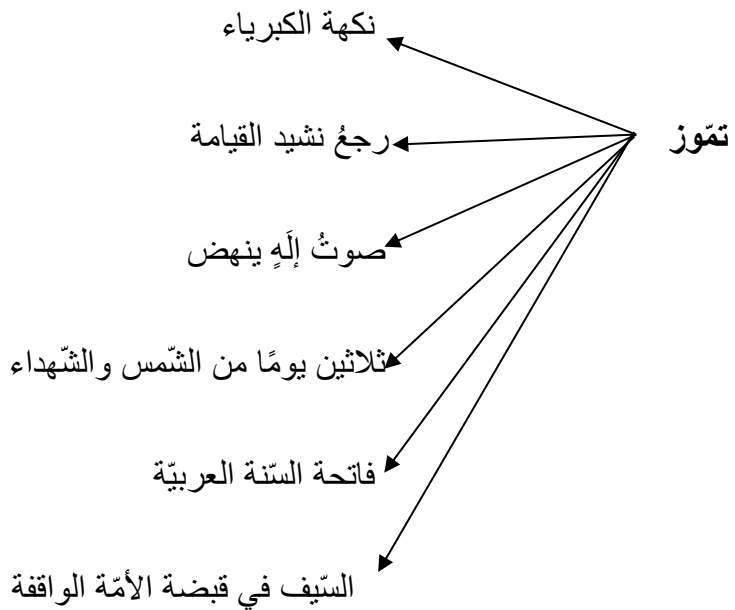 نكهة الكبرياء
تمّوز
رجعُ نشيد القيامة
صوتُ إلَهٍ ينهض
ثلاثين يومًا من الشّمس والشّهداء
فاتحة السّنة العربيّة
السّيف في قبضة الأمّة الواقفة